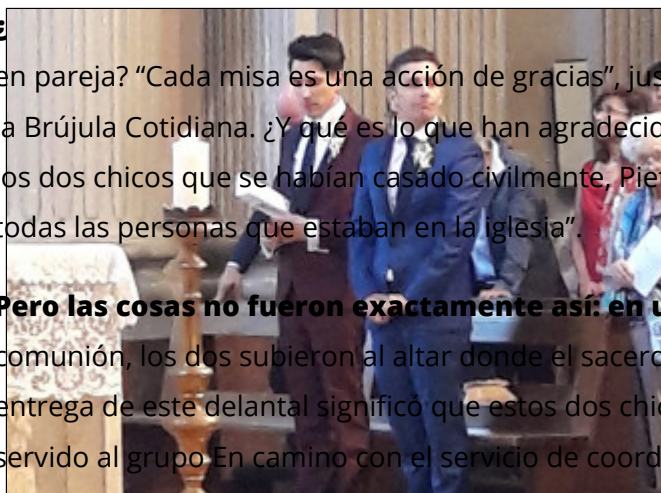 en pareja? “Cada misa es una acción de gracias”, jus
a Brújula Cotidiana. ¿Y qué es lo que han agradecido
os dos chicos que se habían casado civilmente, Piet
todas las personas que estaban en la iglesia”.
Pero las cosas no fueron exactamente así: en u
comunión, los dos subieron al altar donde el sacerd
entrega de este delantal significó que estos dos chic
servido al grupo En camino con el servicio de coord